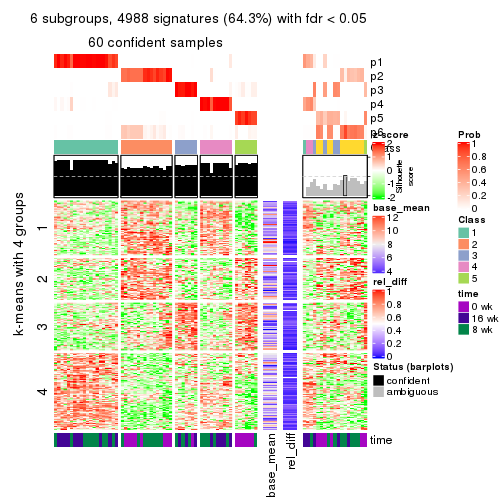 6 subgroups, 4988 signatures (64.3%) with fdr < 0.05
60 confident samples
p1
p2
p3
p4
p5
p6
Class
Silhouette
score
z-score
2
1
0
-1
-2
base_mean
12
10
8
6
4
rel_diff
1
0.8
0.6
0.4
0.2
0
Status (barplots)
confident
ambiguous
Prob
1
0.8
0.6
0.4
0.2
0
Class
1
2
3
4
5
time
0 wk
16 wk
8 wk
k-means with 4 groups
1
2
3
4
time
base_mean
rel_diff